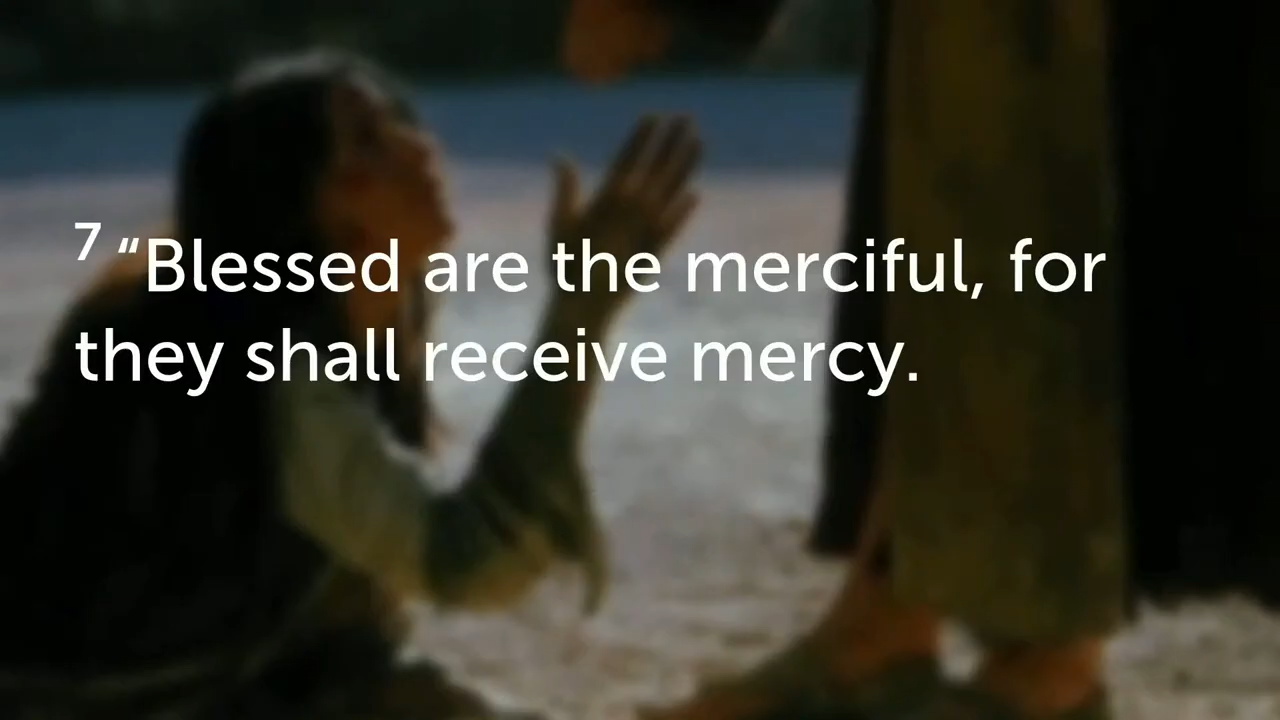 7 “Blessed are the merciful, for
they shall receive mercy.